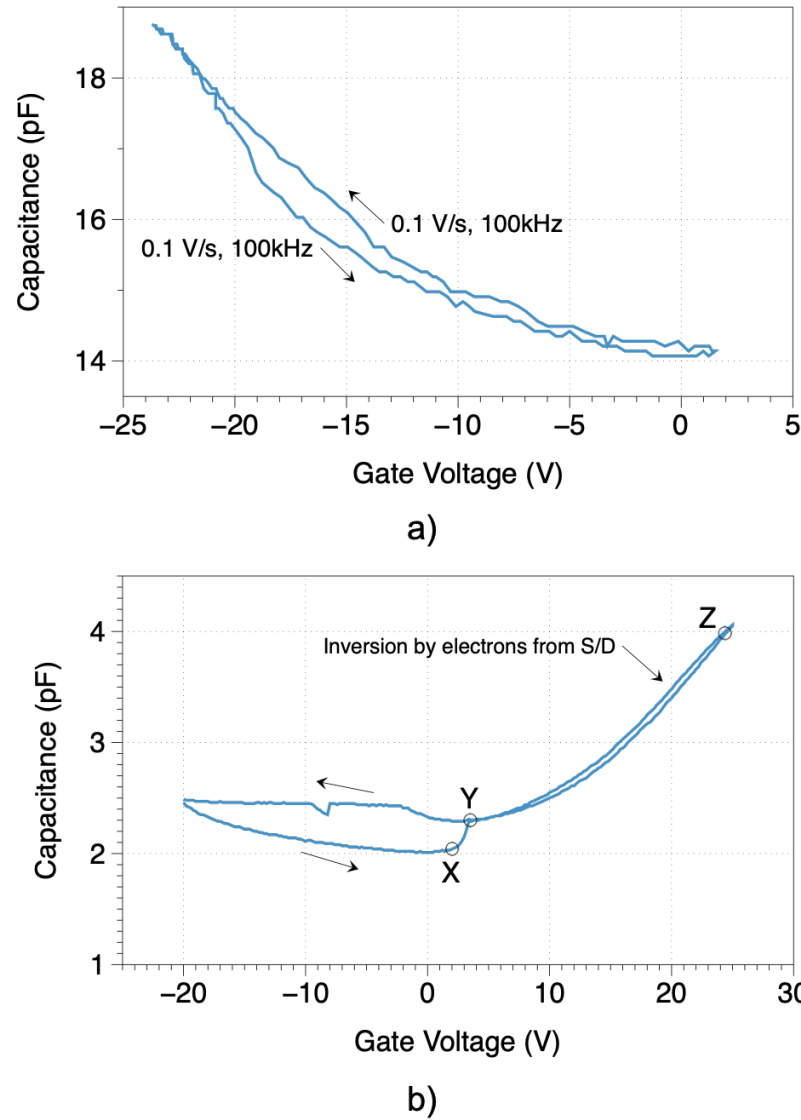 18
16
14
Capacitance (pF)
0.1 V/s, 100kHz
0.1 V/s, 100kHz
−25 −20 −15 −10 −5 0 5
Gate Voltage (V)
a)
4
3
2
1
Capacitance (pF)
Z
Inversion by electrons from S/D
Y
X
−20 −10 0 10 20 30
Gate Voltage (V)
b)